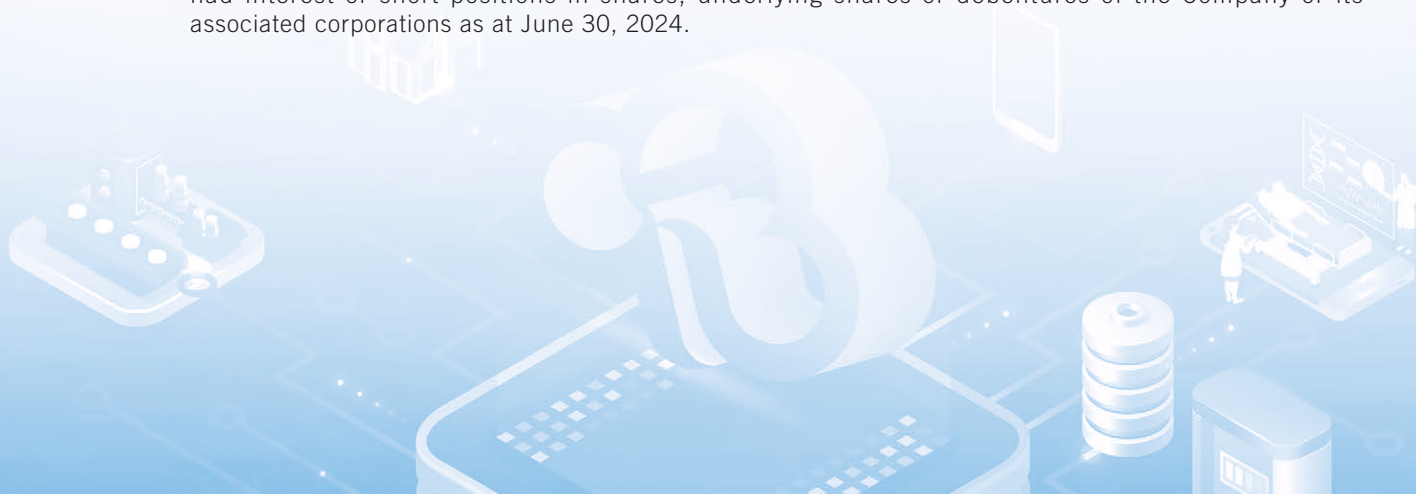 had interest or short positions in shares, underlying shares or debentures of the Company or its
associated corporations as at June 30, 2024.